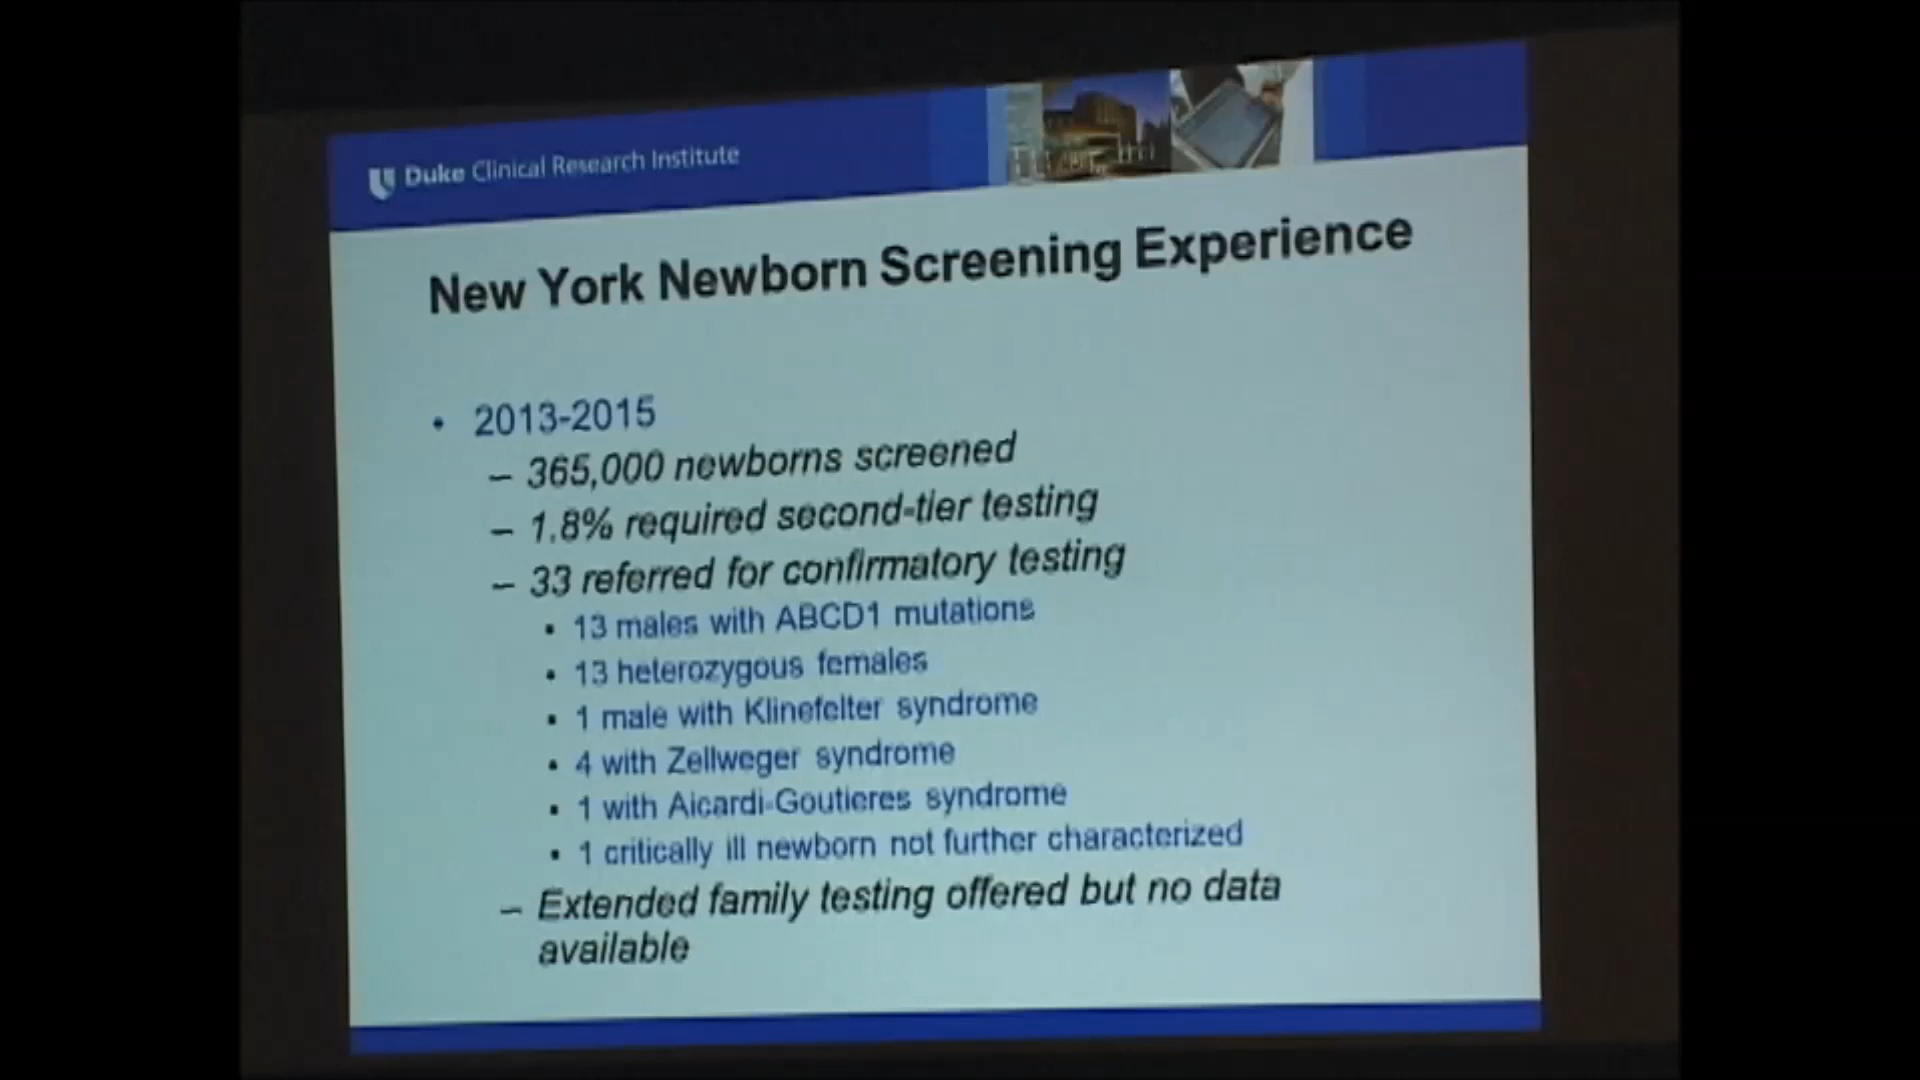 Duke Clinical Research Institute
New York Newborn Screening Experience
• 2013-2015
– 365,000 newborns screened
– 1.8% required second-tier testing
– 33 referred for confirmatory testing
▪ 13 males with ABCD1 mutations
▪ 13 heterozygous females
▪ 1 male with Klinefelter syndrome
▪ 4 with Zellweger syndrome
▪ 1 with Aicardi-Goutieres syndrome
▪ 1 critically ill newborn not further characterized
– Extended family testing offered but no data
available